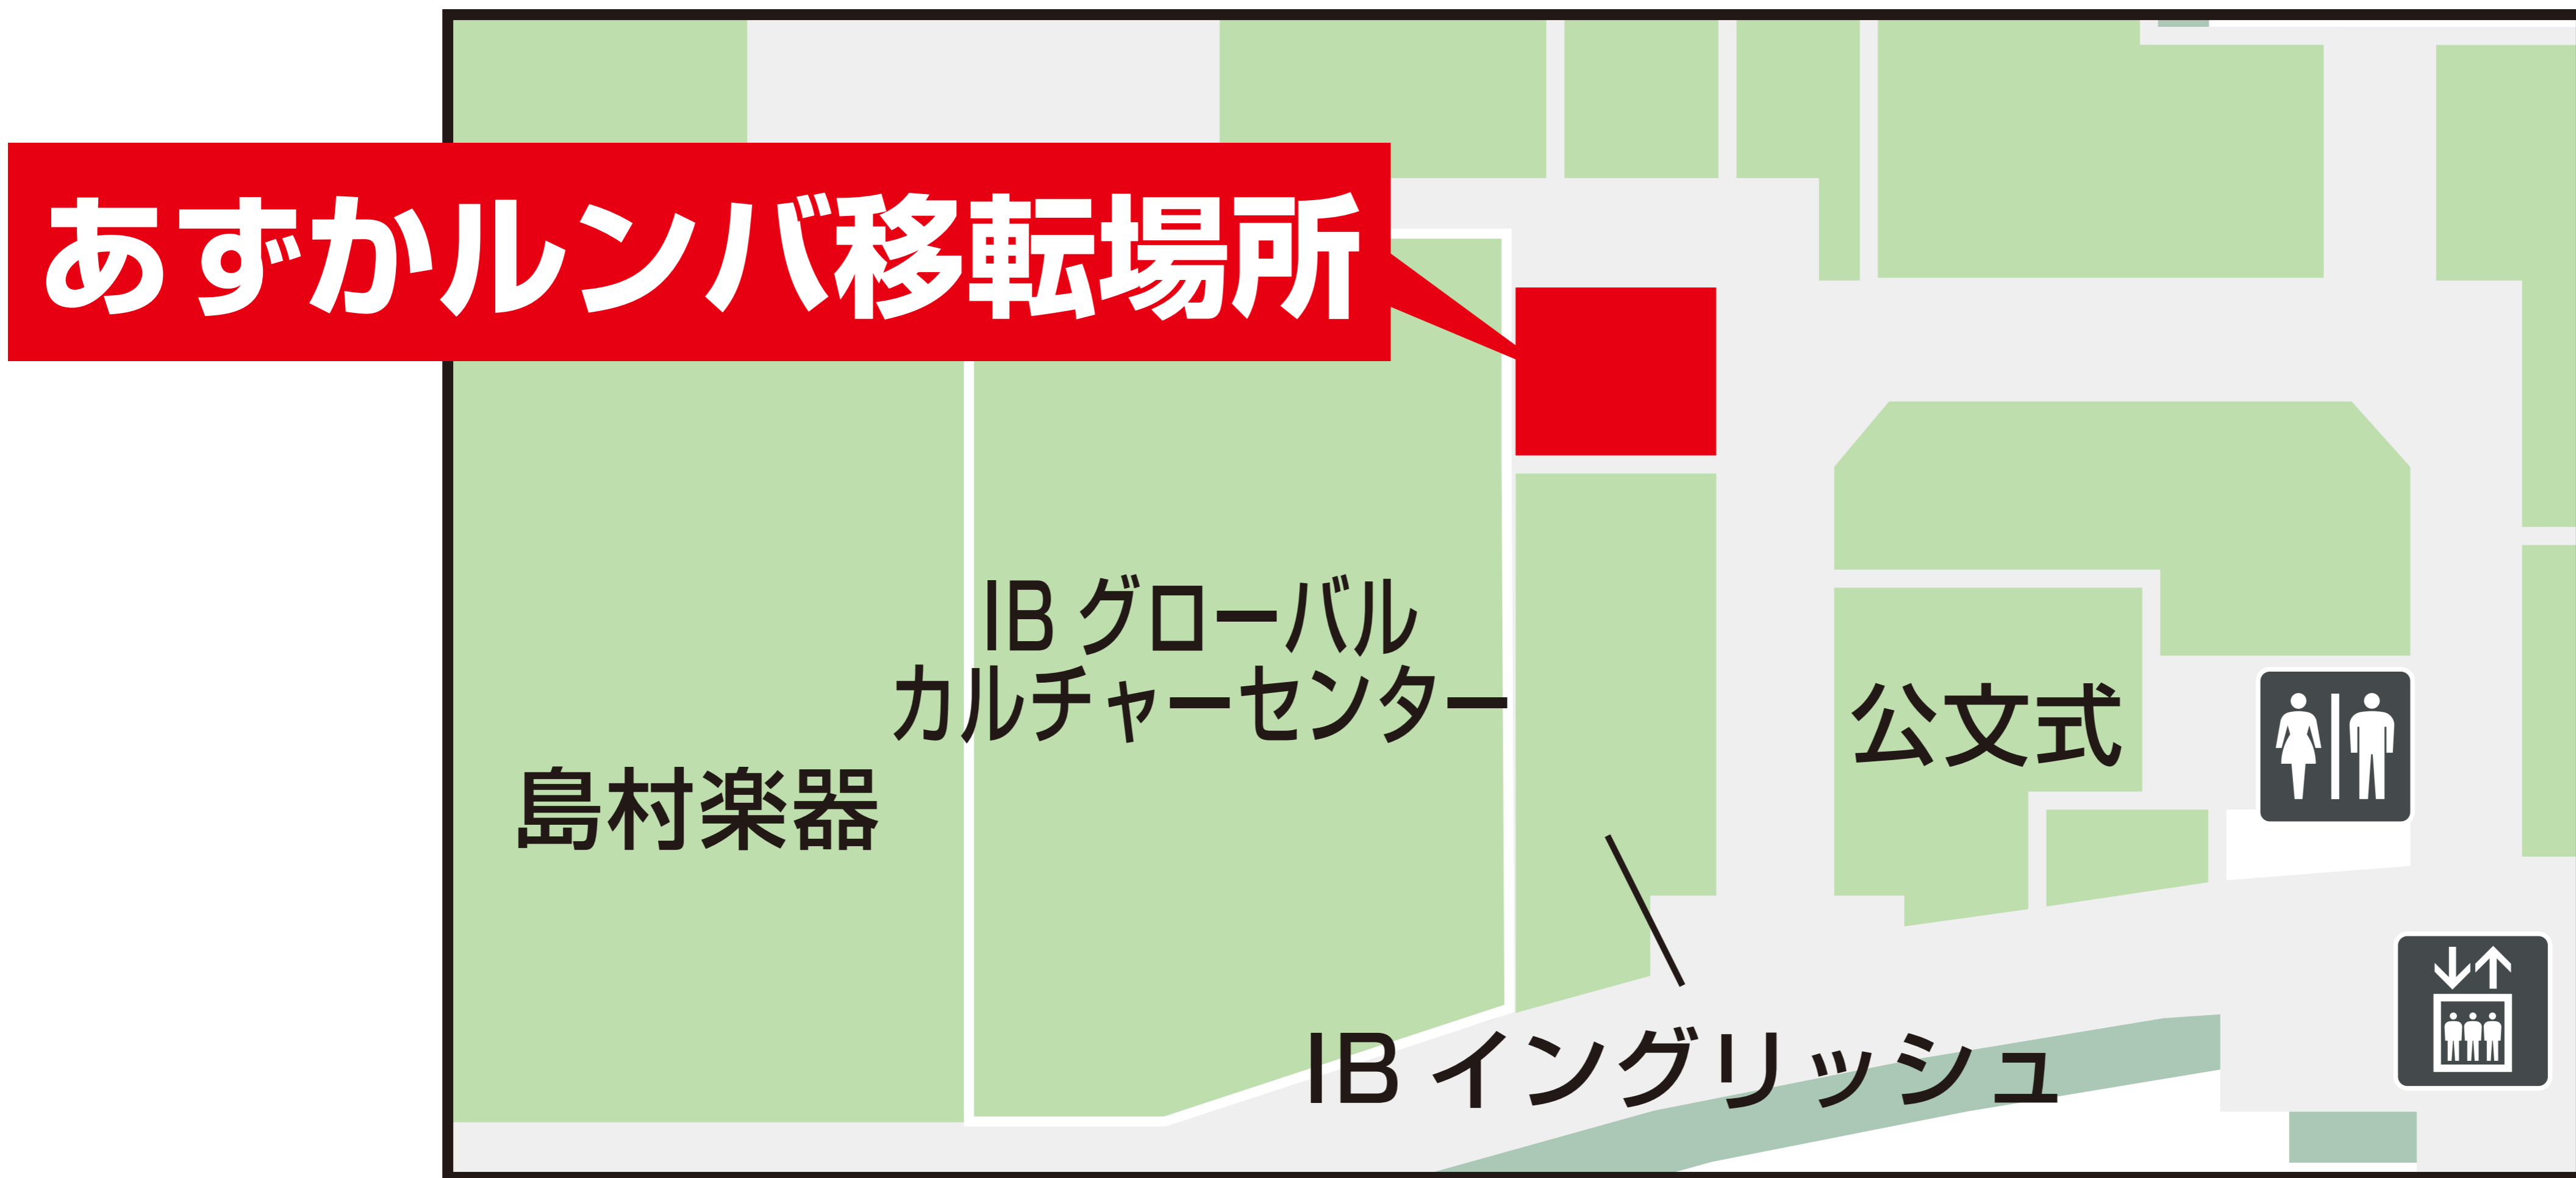 あずかルンバ移転場所
IB グローバル
カルチャーセンター
公文式
島村楽器
IB イングリッシュ